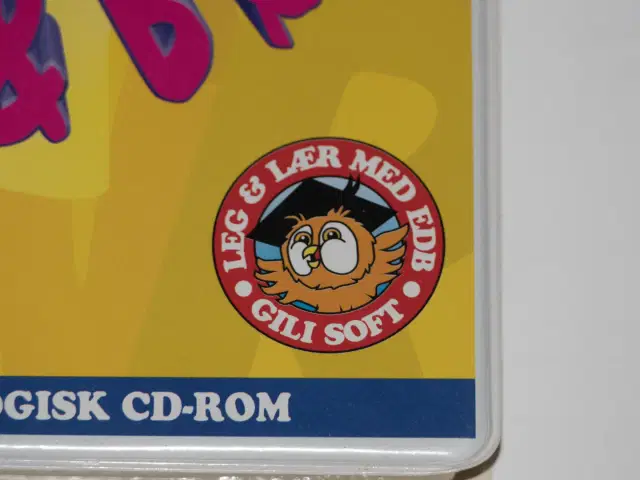 &
LEG & LÆR MED EDB
GILI SOFT
OGISK CD-ROM